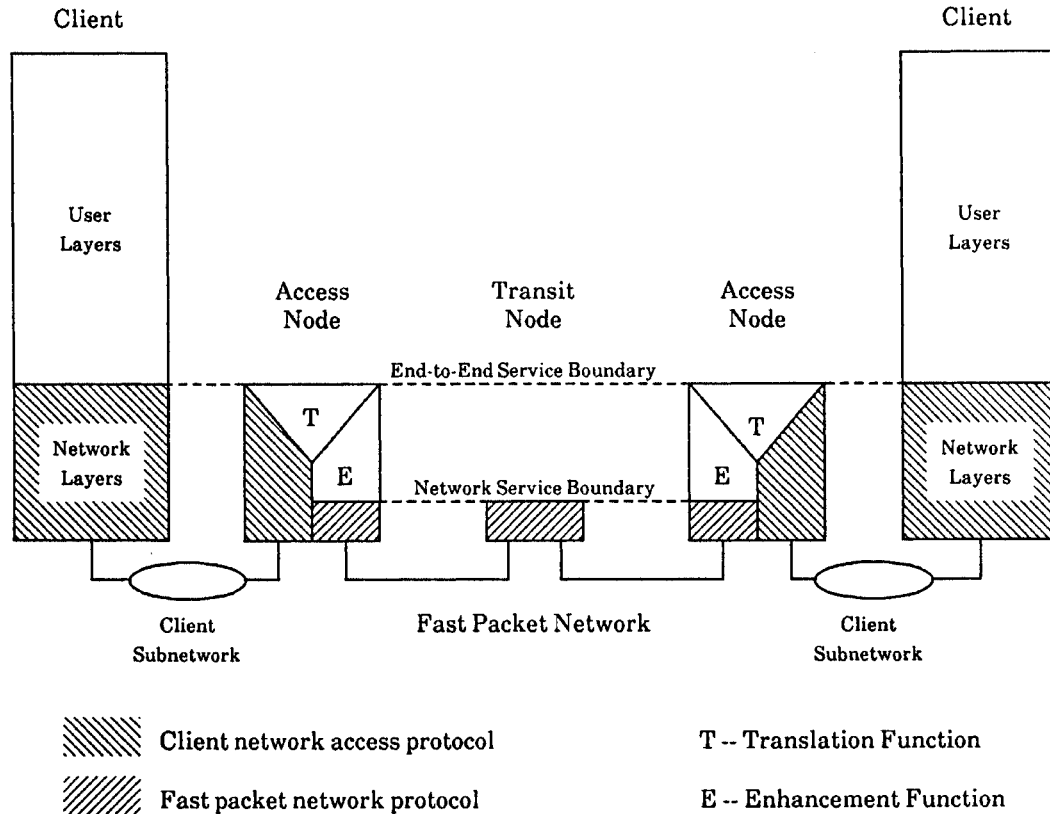 Client
Client
User
Layers
User
Layers
Access
Node
Transit
Node
Access
Node
End-to-End Service Boundary
T
T
Network
Layers
E
Network Service Boundary
E
Network
Layers
Client
Subnetwork
Fast Packet Network
Client
Subnetwork
Client network access protocol
T -- Translation Function
Fast packet network protocol
E -- Enhancement Function